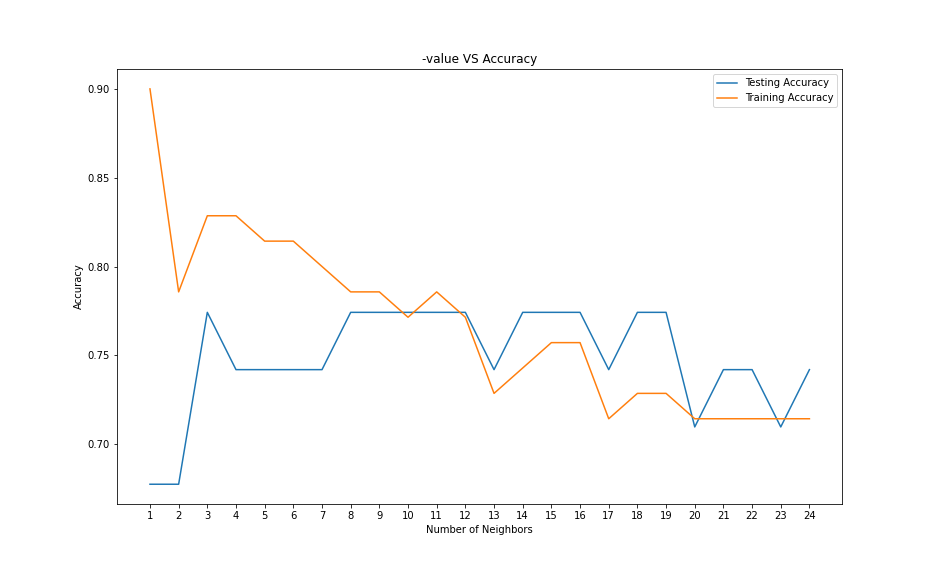 -value VS Accuracy
Testing Accuracy
Training Accuracy
0.90
0.85
0.80
0.75
0.70
Accuracy
1 2 3 4 5 6 7 8 9 10 11 12 13 14 15 16 17 18 19 20 21 22 23 24
Number of Neighbors